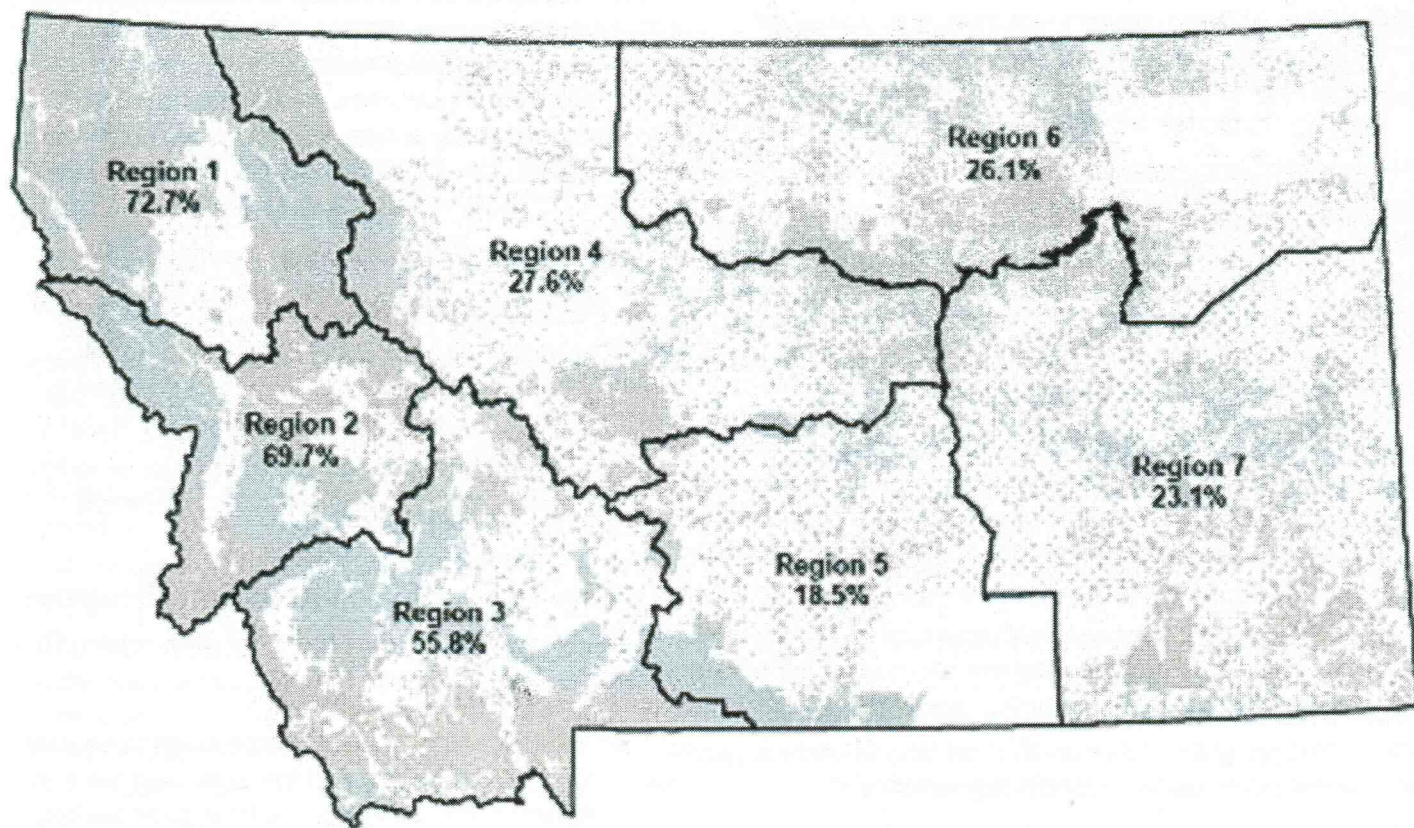 Region 1
72.7%
Region 6
26.1%
Region 4
27.6%
Region 2
69.7%
Region 7
23.1%
Region 5
18.5%
Region 3
55.8%